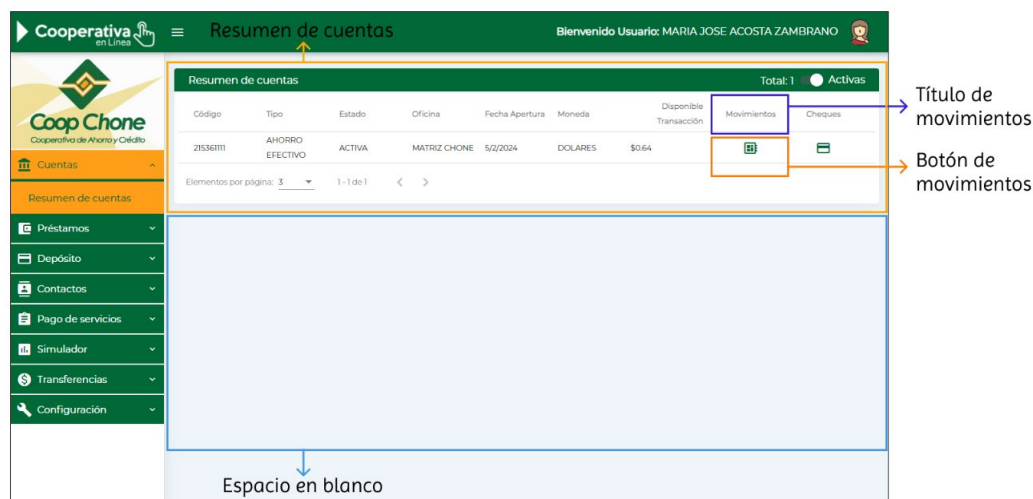 Cooperativa
en Línea
Resumen de cuentas
Bienvenido Usuario: MARIA JOSE ACOSTA ZAMBRANO
Coop Chone
Cooperativa de Ahorro y Crédito
Cuentas
Resumen de cuentas
Préstamos
Depósito
Contactos
Pago de servicios
Simulador
Transferencias
Configuración
Resumen de cuentas Total: 1 Activas
Código Tipo Estado Oficina Fecha Apertura Moneda Disponible Transacción Movimientos Cheques
215361111 AHORRO EFECTIVO ACTIVA MATRIZ CHONE 5/2/2024 DOLARES $0.64
Elementos por página: 3 1 – 1 de 1
Título de
movimientos
Botón de
movimientos
Espacio en blanco